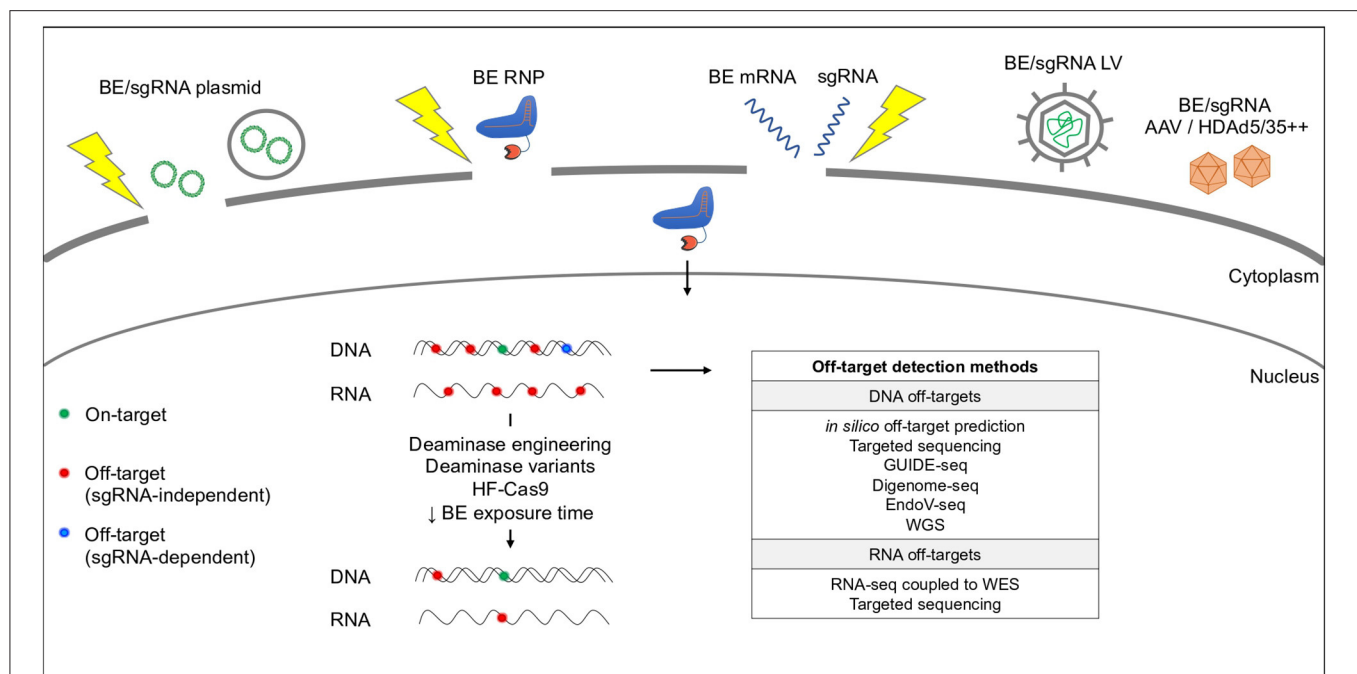 BE/sgRNA plasmid
BE RNP
BE mRNA
sgRNA
BE/sgRNA LV
BE/sgRNA
AAV / HDAd5/35++
Cytoplasm
Nucleus
DNA
RNA
On-target
Off-target
(sgRNA-independent)
Off-target
(sgRNA-dependent)
Deaminase engineering
Deaminase variants
HF-Cas9
↓ BE exposure time
DNA
RNA
Off-target detection methods
DNA off-targets
in silico off-target prediction
Targeted sequencing
GUIDE-seq
Digenome-seq
EndoV-seq
WGS
RNA off-targets
RNA-seq coupled to WES
Targeted sequencing